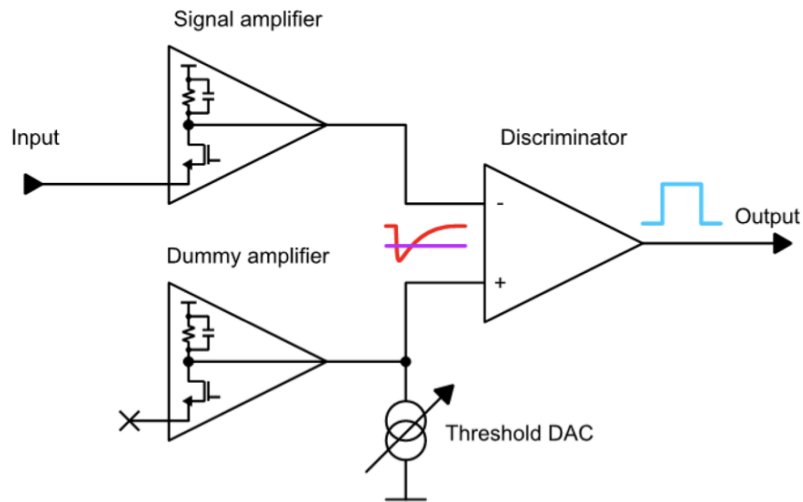 Signal amplifier
Input
Discriminator
-
Output
Dummy amplifier
+
Threshold DAC